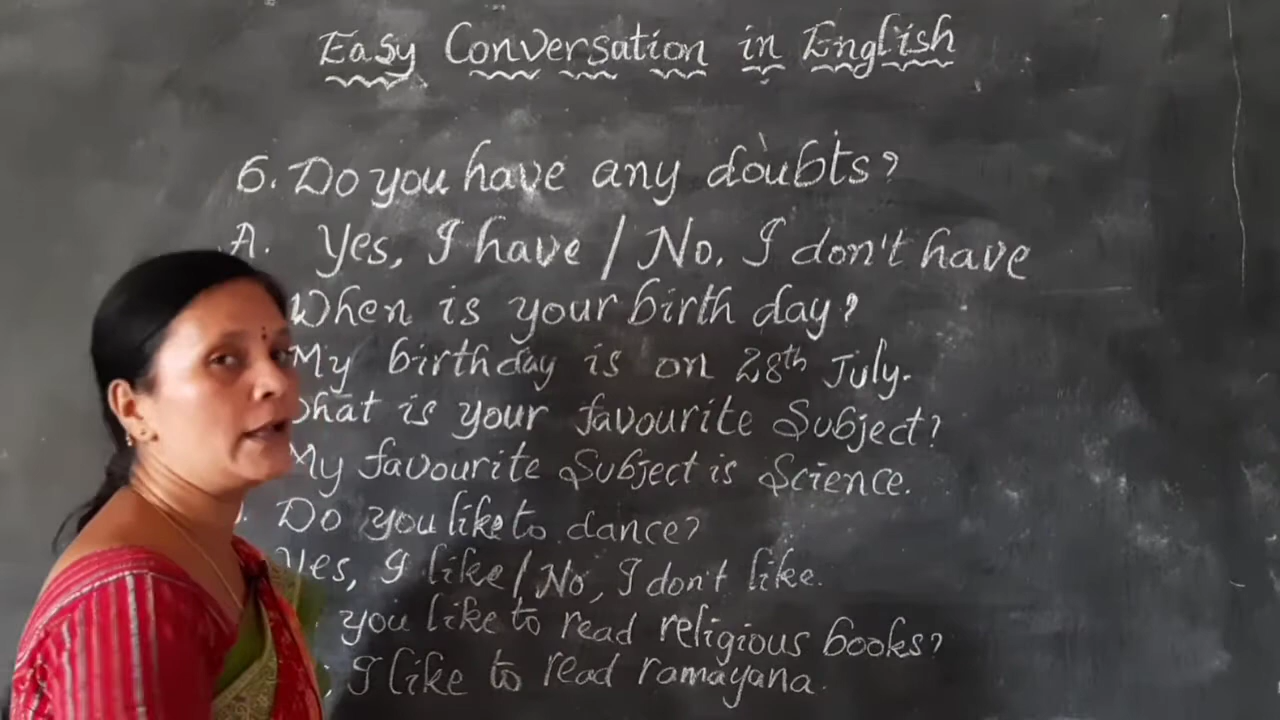 Easy Conversation in English
6. Do you have any doubts?
A. Yes, I have / No, I don't have
When is your birth day?
My birthday is on 28th July.
What is your favourite Subject?
My favourite Subject is Science.
Do you like to dance?
Yes, I like / No, I don't like.
you like to read religious books?
I like to read ramayana.